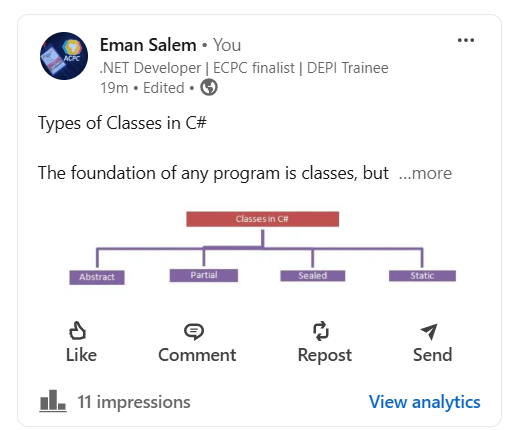 ACPC
Eman Salem • You
.NET Developer | ECPC finalist | DEPI Trainee
19m • Edited •
Types of Classes in C#
The foundation of any program is classes, but ...more
Classes in C#
Abstract Partial Sealed Static
Like Comment Repost Send
11 impressions View analytics